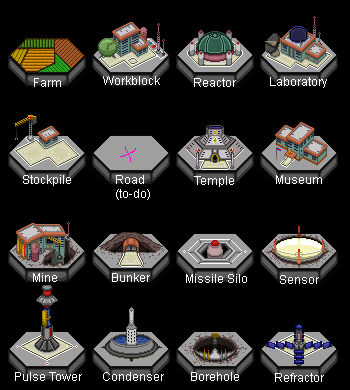 Farm Workblock Reactor Laboratory
Stockpile Road Temple Museum
(to-do)
Mine Bunker Missile Silo Sensor
Pulse Tower Condenser Borehole Refractor